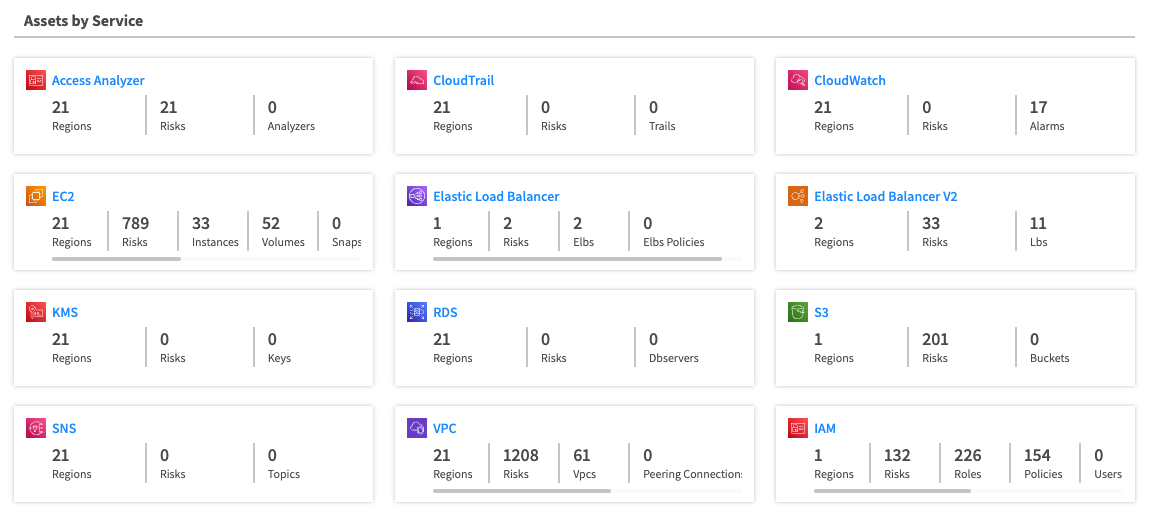 Assets by Service
Access Analyzer
21 21 0
Regions Risks Analyzers
CloudTrail
21 0 0
Regions Risks Trails
CloudWatch
21 0 17
Regions Risks Alarms
EC2
21 789 33 52 0
Regions Risks Instances Volumes Snaps
Elastic Load Balancer
1 2 2 0
Regions Risks Elbs Elbs Policies
Elastic Load Balancer V2
2 33 11
Regions Risks Lbs
KMS
21 0 0
Regions Risks Keys
RDS
21 0 0
Regions Risks Dbservers
S3
1 201 0
Regions Risks Buckets
SNS
21 0 0
Regions Risks Topics
VPC
21 1208 61 0
Regions Risks Vpcs Peering Connection
IAM
1 132 226 154 0
Regions Risks Roles Policies Users